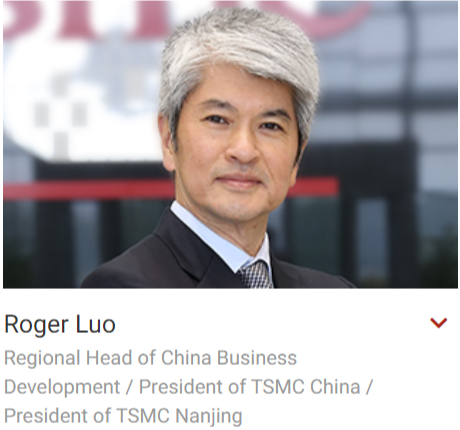 Roger Luo
Regional Head of China Business
Development / President of TSMC China /
President of TSMC Nanjing